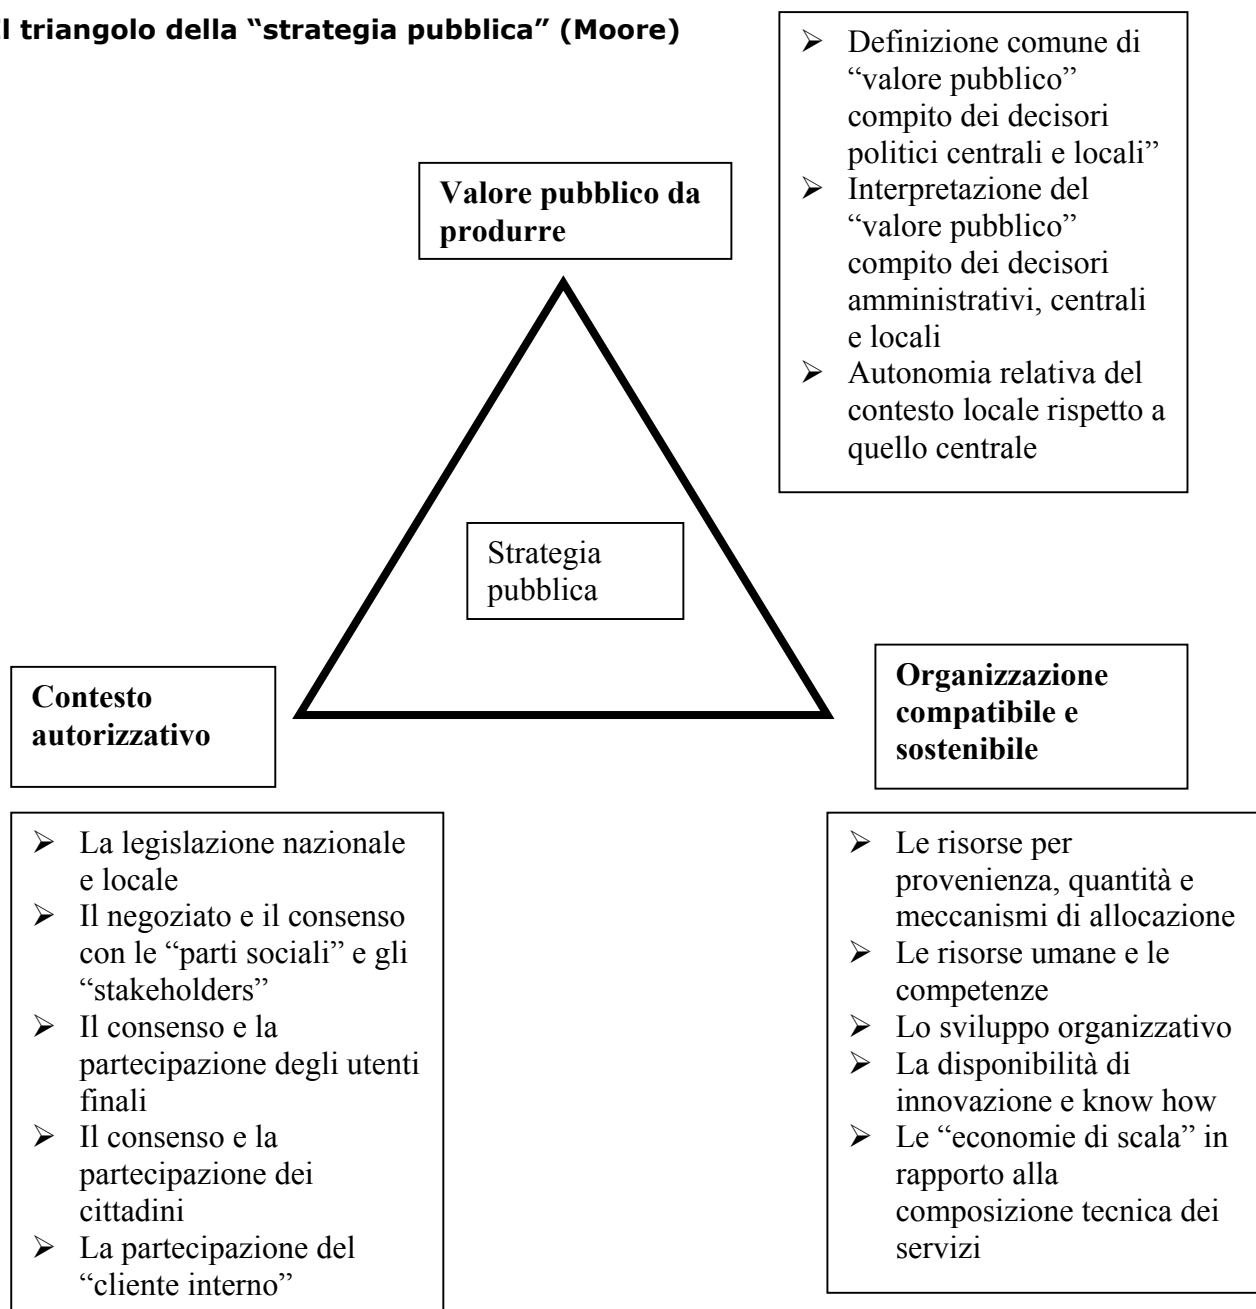 l triangolo della “strategia pubblica” (Moore)
➢ Definizione comune di
“valore pubblico”
compito dei decisori
politici centrali e locali”
➢ Interpretazione del
“valore pubblico”
compito dei decisori
amministrativi, centrali
e locali
➢ Autonomia relativa del
contesto locale rispetto a
quello centrale
Valore pubblico da
produrre
Strategia
pubblica
Contesto
autorizzativo
Organizzazione
compatibile e
sostenibile
➢ La legislazione nazionale
e locale
➢ Il negoziato e il consenso
con le “parti sociali” e gli
“stakeholders”
➢ Il consenso e la
partecipazione degli utenti
finali
➢ Il consenso e la
partecipazione dei
cittadini
➢ La partecipazione del
“cliente interno”
➢ Le risorse per
provenienza, quantità e
meccanismi di allocazione
➢ Le risorse umane e le
competenze
➢ Lo sviluppo organizzativo
➢ La disponibilità di
innovazione e know how
➢ Le “economie di scala” in
rapporto alla
composizione tecnica dei
servizi